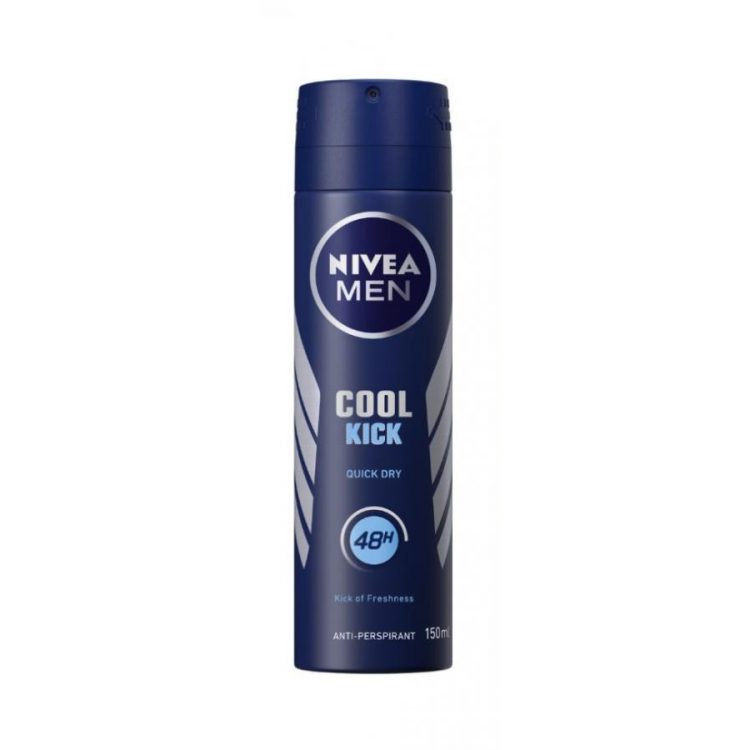 NIVEA
MEN
COOL
KICK
QUICK DRY
48H
Kick of Freshness
ANTI-PERSPIRANT 150ml